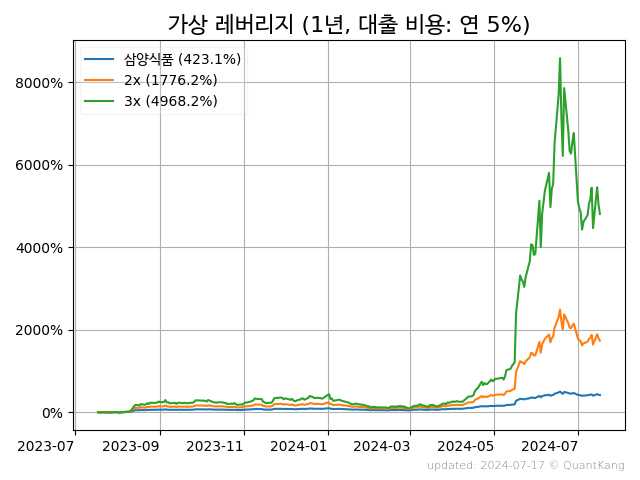 가상 레버리지 (1년, 대출 비용: 연 5%)
삼양식품 (423.1%)
2x (1776.2%)
3x (4968.2%)
8000%
6000%
4000%
2000%
0%
2023-07 2023-09 2023-11 2024-01 2024-03 2024-05 2024-07
updated: 2024-07-17 © QuantKang